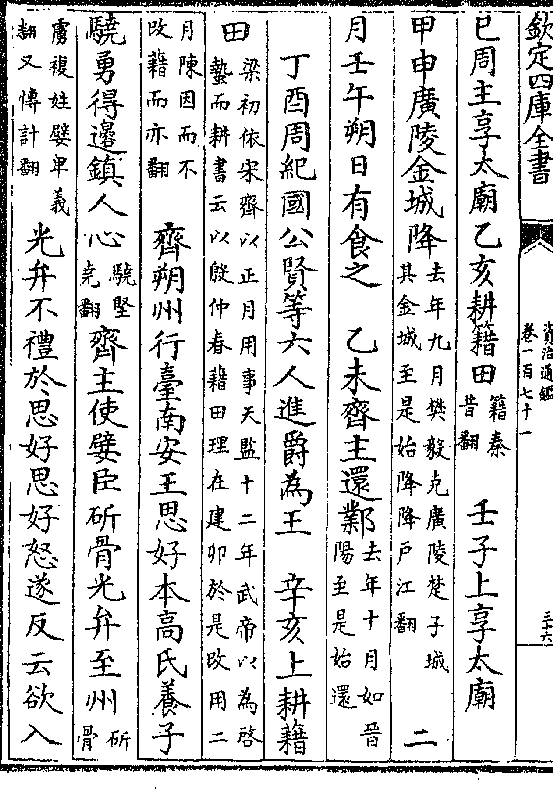 欽定四庫全書
資治通鑑
卷一百七十一
三十六
巳周主享太廟乙亥耕籍田籍秦昔翻 壬子上享太廟
甲申廣陵金城降去年九月樊毅克廣陵楚子城其金城至是始降降戶江翻 二
月壬午朔日有食之 乙未齊主還鄴去年十月如晉陽至是始還
丁酉周紀國公賢等六人進爵為王 辛亥上耕籍
田梁初依宋齊以正月用事天監十二年武帝以為啓蟄而耕書云以殷仲春籍田理在建卯於是改用二
月陳因而不改籍而亦翻 齊朔州行臺南安王思好本高氏養子
驍勇得邊鎮人心驍堅堯翻齊主使嬖臣斫骨光弁至州斫骨
虜複姓嬖卑義翻又傳計翻 光弁不禮於思好思好怒遂反云欲入